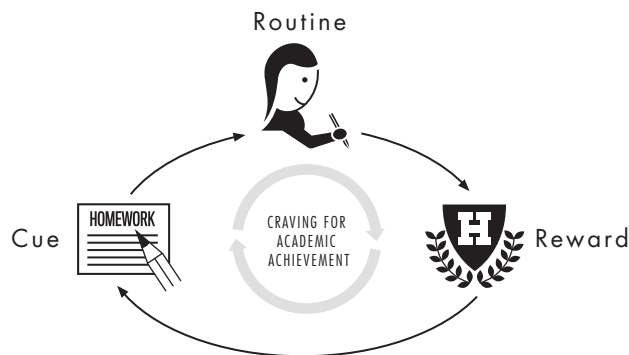 Routine
HOMEWORK
Cue
CRAVING FOR
ACADEMIC
ACHIEVEMENT
H
Reward